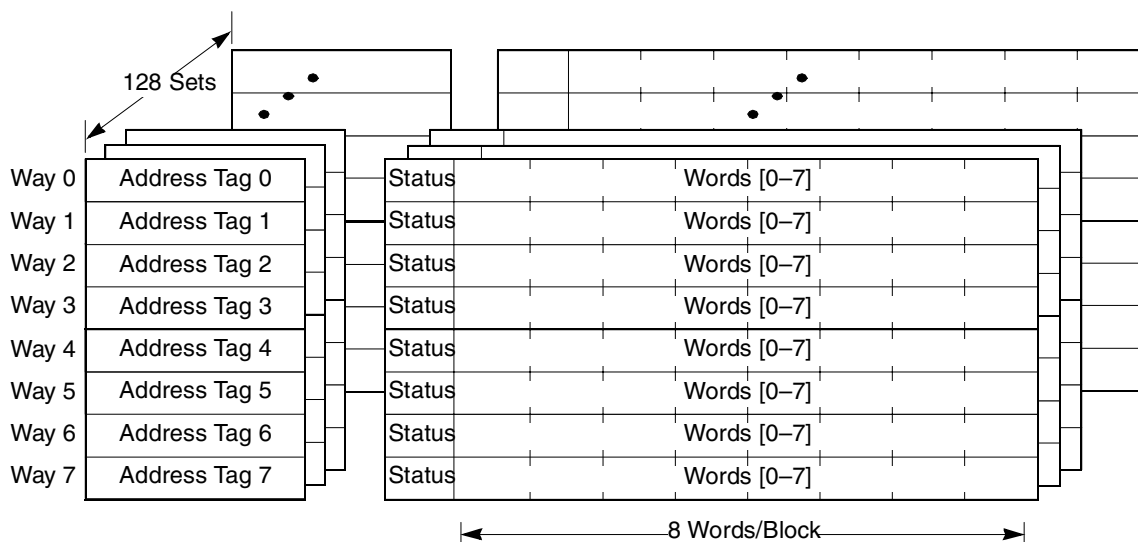 128 Sets
Way 0 Address Tag 0 Status Words [0–7]
Way 1 Address Tag 1 Status Words [0–7]
Way 2 Address Tag 2 Status Words [0–7]
Way 3 Address Tag 3 Status Words [0–7]
Way 4 Address Tag 4 Status Words [0–7]
Way 5 Address Tag 5 Status Words [0–7]
Way 6 Address Tag 6 Status Words [0–7]
Way 7 Address Tag 7 Status Words [0–7]
8 Words/Block